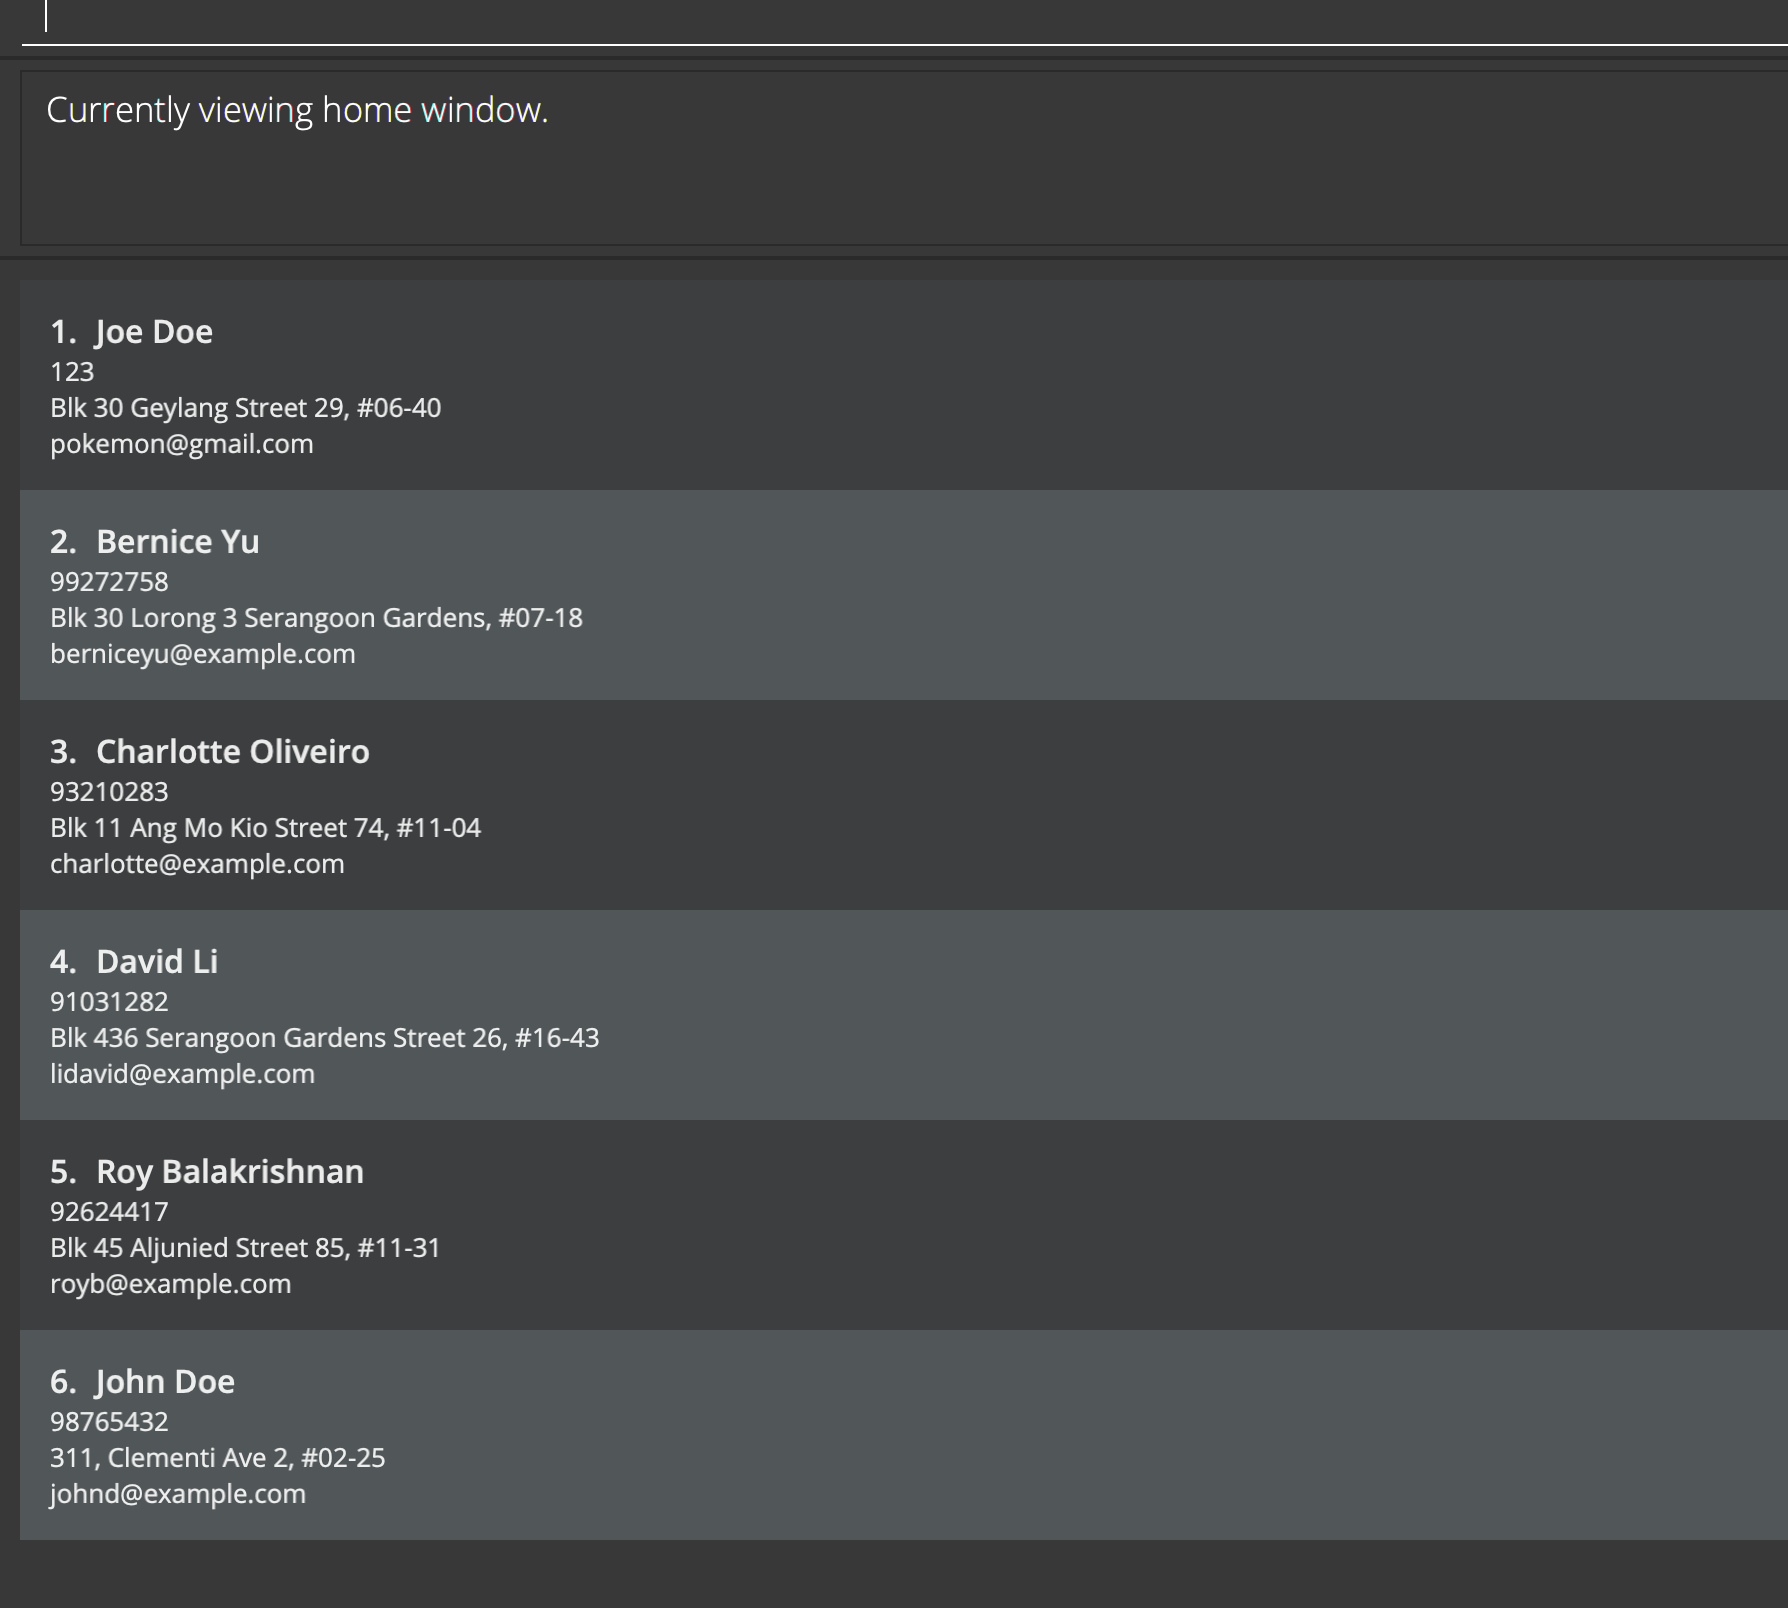 Currently viewing home window.
1. Joe Doe
123
Blk 30 Geylang Street 29, #06-40
pokemon@gmail.com
2. Bernice Yu
99272758
Blk 30 Lorong 3 Serangoon Gardens, #07-18
berniceyu@example.com
3. Charlotte Oliveiro
93210283
Blk 11 Ang Mo Kio Street 74, #11-04
charlotte@example.com
4. David Li
91031282
Blk 436 Serangoon Gardens Street 26, #16-43
lidavid@example.com
5. Roy Balakrishnan
92624417
Blk 45 Aljunied Street 85, #11-31
royb@example.com
6. John Doe
98765432
311, Clementi Ave 2, #02-25
johnd@example.com